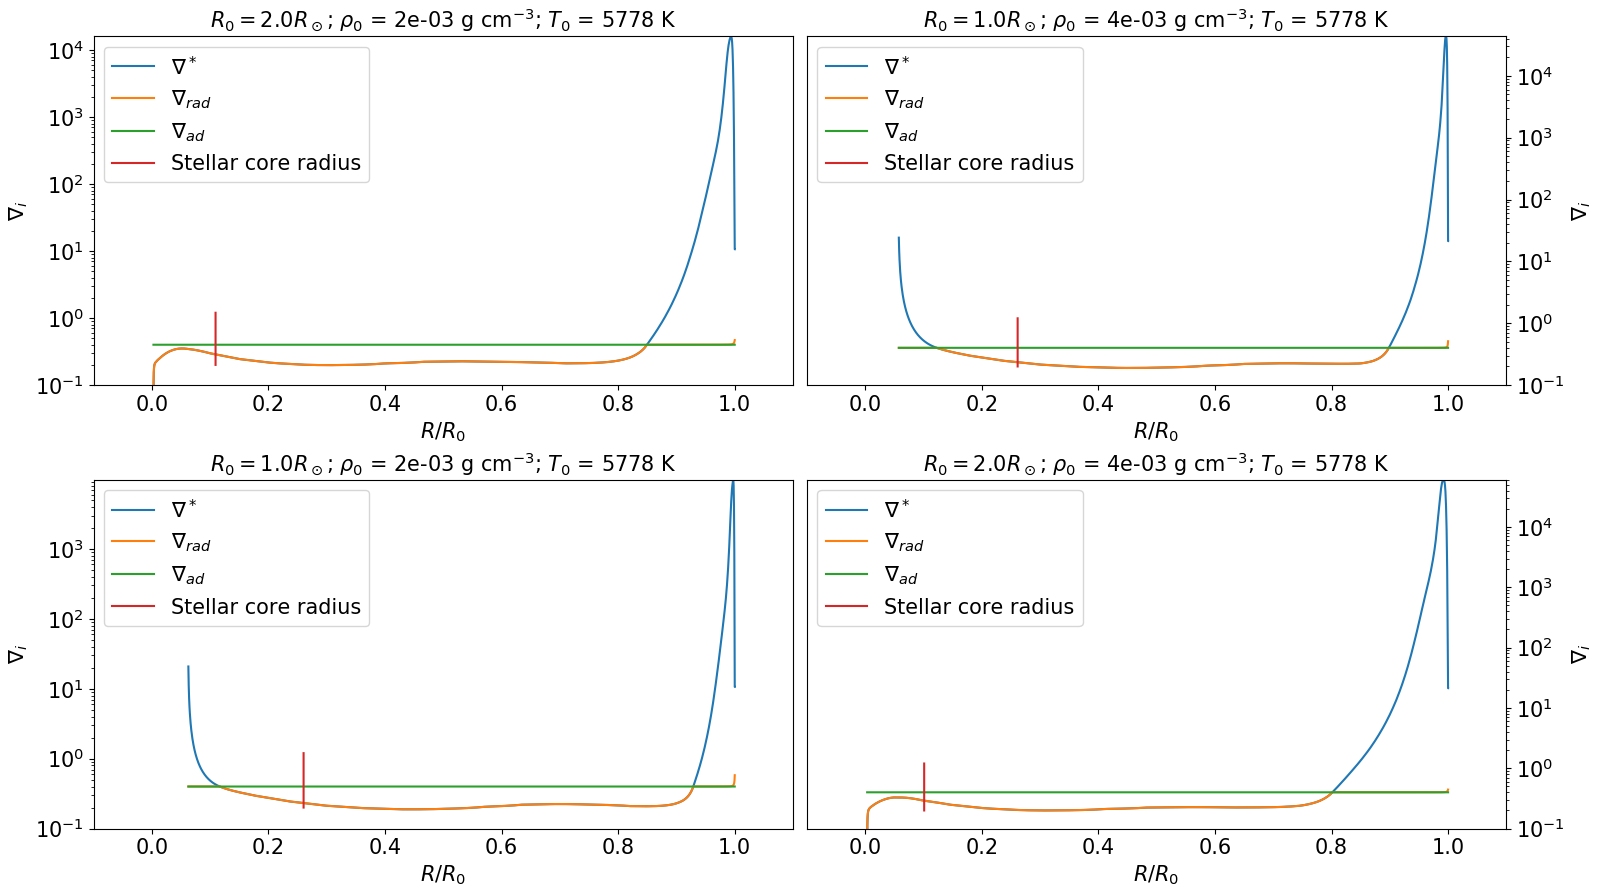 R₀ = 2.0R⊙; ρ₀ = 2e-03 g cm⁻³; T₀ = 5778 K
∇ᵢ
10⁴
10³
10²
10¹
10⁰
10⁻¹
∇*
∇rad
∇ad
Stellar core radius
0.0 0.2 0.4 0.6 0.8 1.0
R/R₀
R₀ = 1.0R⊙; ρ₀ = 4e-03 g cm⁻³; T₀ = 5778 K
∇*
∇rad
∇ad
Stellar core radius
10⁴
10³
10²
10¹
10⁰
10⁻¹
∇ᵢ
0.0 0.2 0.4 0.6 0.8 1.0
R/R₀
R₀ = 1.0R⊙; ρ₀ = 2e-03 g cm⁻³; T₀ = 5778 K
∇ᵢ
10³
10²
10¹
10⁰
10⁻¹
∇*
∇rad
∇ad
Stellar core radius
0.0 0.2 0.4 0.6 0.8 1.0
R/R₀
R₀ = 2.0R⊙; ρ₀ = 4e-03 g cm⁻³; T₀ = 5778 K
∇*
∇rad
∇ad
Stellar core radius
10⁴
10³
10²
10¹
10⁰
10⁻¹
∇ᵢ
0.0 0.2 0.4 0.6 0.8 1.0
R/R₀